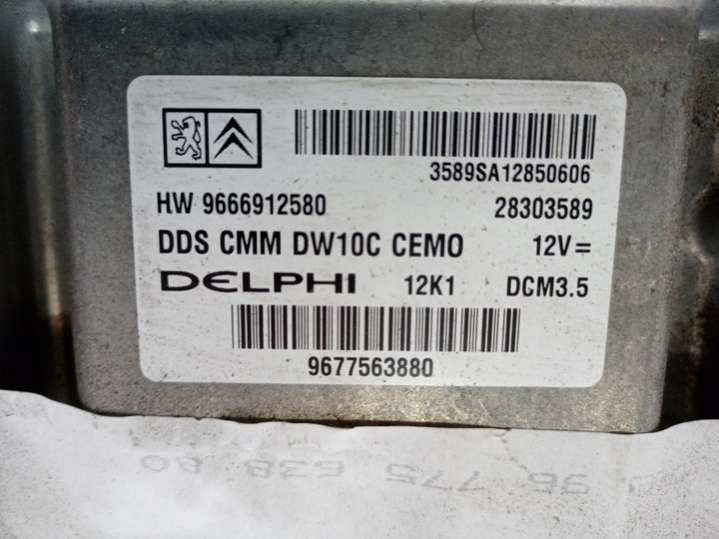 3589SA12850606
HW 9666912580 28303589
DDS CMM DW10C CEMO 12V =
DELPHI 12K1 DCM3.5
9677563880
96 775 638 80